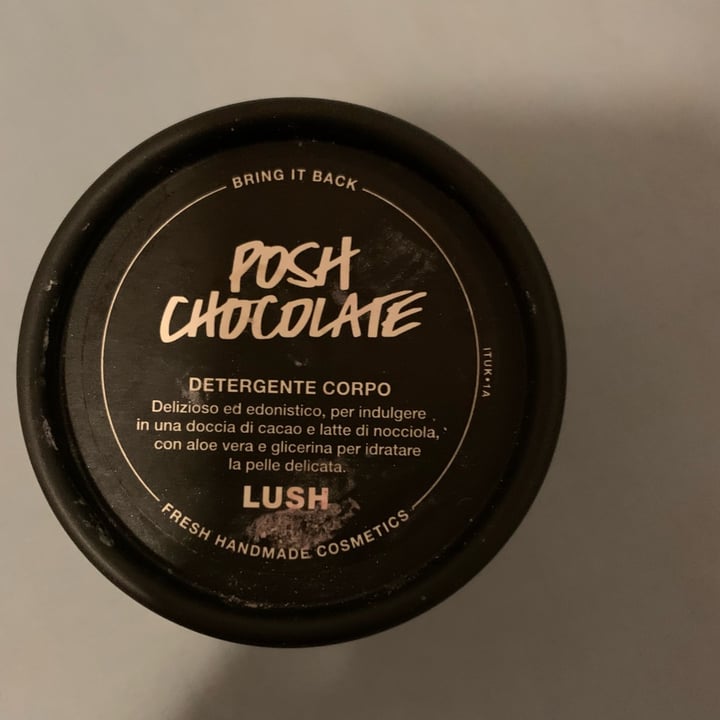 BRING IT BACK
POSH
CHOCOLATE
ITUK•1A
DETERGENTE CORPO
Delizioso ed edonistico, per indulgere
in una doccia di cacao e latte di nocciola,
con aloe vera e glicerina per idratare
la pelle delicata.
LUSH
FRESH HANDMADE COSMETICS